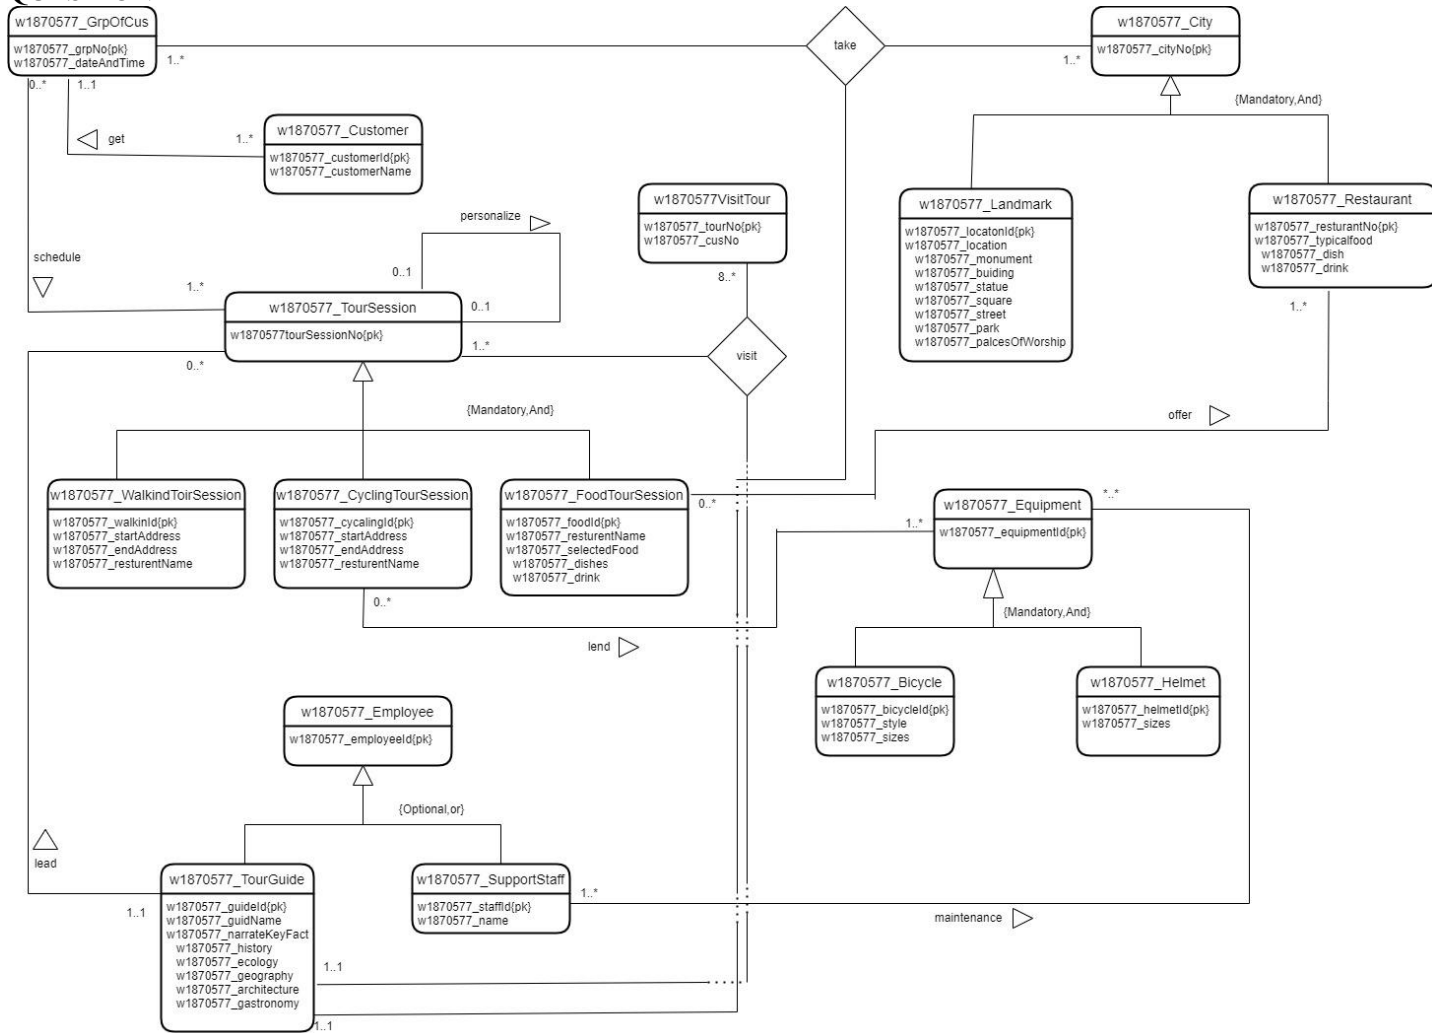 w1870577_GrpOfCus
w1870577_grpNo{pk}
w1870577_dateAndTime
1..*
0..*
1..1
take
w1870577_City
w1870577_cityNo{pk}
1..*
{Mandatory,And}
get
1..*
w1870577_Customer
w1870577_customerId{pk}
w1870577_customerName
w1870577VisitTour
w1870577_tourNo{pk}
w1870577_cusNo
8..*
w1870577_Landmark
w1870577_locatonId{pk}
w1870577_location
w1870577_monument
w1870577_buiding
w1870577_statue
w1870577_square
w1870577_street
w1870577_park
w1870577_palcesOfWorship
w1870577_Restaurant
w1870577_resturantNo{pk}
w1870577_typicalfood
w1870577_dish
w1870577_drink
1..*
personalize
0..1
0..1
schedule
1..*
w1870577_TourSession
w1870577tourSessionNo{pk}
1..*
0..*
visit
{Mandatory,And}
offer
w1870577_WalkindToirSession
w1870577_walkinId{pk}
w1870577_startAddress
w1870577_endAddress
w1870577_resturentName
w1870577_CyclingTourSession
w1870577_cycalingId{pk}
w1870577_startAddress
w1870577_endAddress
w1870577_resturentName
0..*
w1870577_FoodTourSession
w1870577_foodId{pk}
w1870577_resturentName
w1870577_selectedFood
w1870577_dishes
w1870577_drink
0..*
w1870577_Equipment
w1870577_equipmentId{pk}
1..*
*..*
{Mandatory,And}
lend
w1870577_Bicycle
w1870577_bicycleId{pk}
w1870577_style
w1870577_sizes
w1870577_Helmet
w1870577_helmetId{pk}
w1870577_sizes
w1870577_Employee
w1870577_employeeId{pk}
{Optional,or}
lead
w1870577_TourGuide
w1870577_guideId{pk}
w1870577_guidName
w1870577_narrateKeyFact
w1870577_history
w1870577_ecology
w1870577_geography
w1870577_architecture
w1870577_gastronomy
1..1
1..1
1..1
w1870577_SupportStaff
w1870577_staffId{pk}
w1870577_name
1..*
maintenance